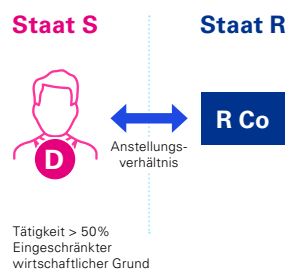 Staat S
Staat R
D
Anstellungs-
verhältnis
R Co
Tätigkeit > 50%
Eingeschränkter
wirtschaftlicher Grund